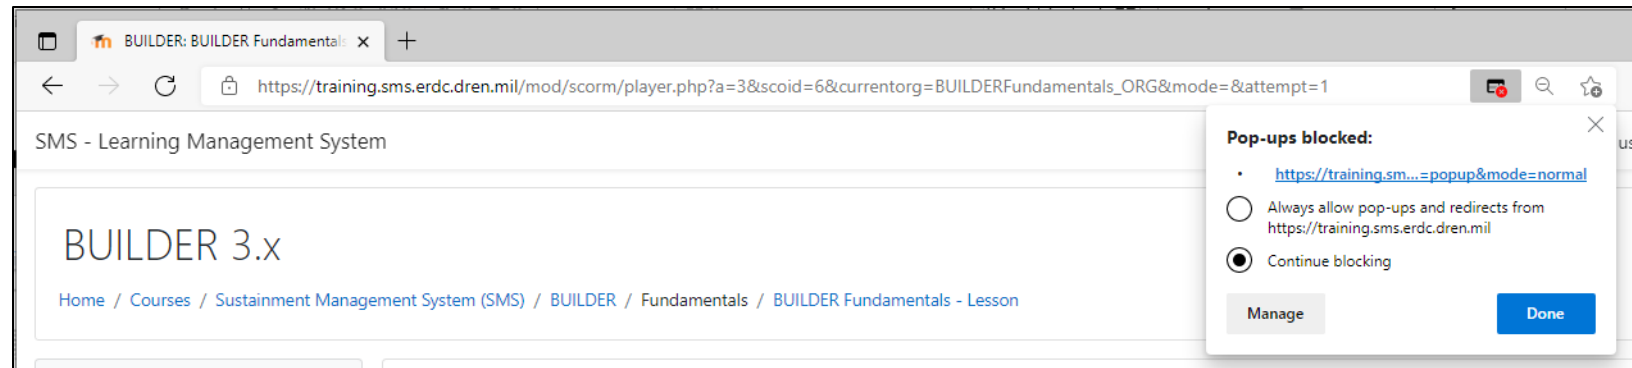 BUILDER: BUILDER Fundamentals
https://training.sms.erdc.dren.mil/mod/scorm/player.php?a=3&scoid=6&currentorg=BUILDERFundamentals_ORG&mode=&attempt=1
SMS - Learning Management System
us
Pop-ups blocked:
• https://training.sm...=popup&mode=normal
Always allow pop-ups and redirects from
https://training.sms.erdc.dren.mil
Continue blocking
Manage Done
BUILDER 3.x
Home / Courses / Sustainment Management System (SMS) / BUILDER / Fundamentals / BUILDER Fundamentals - Lesson